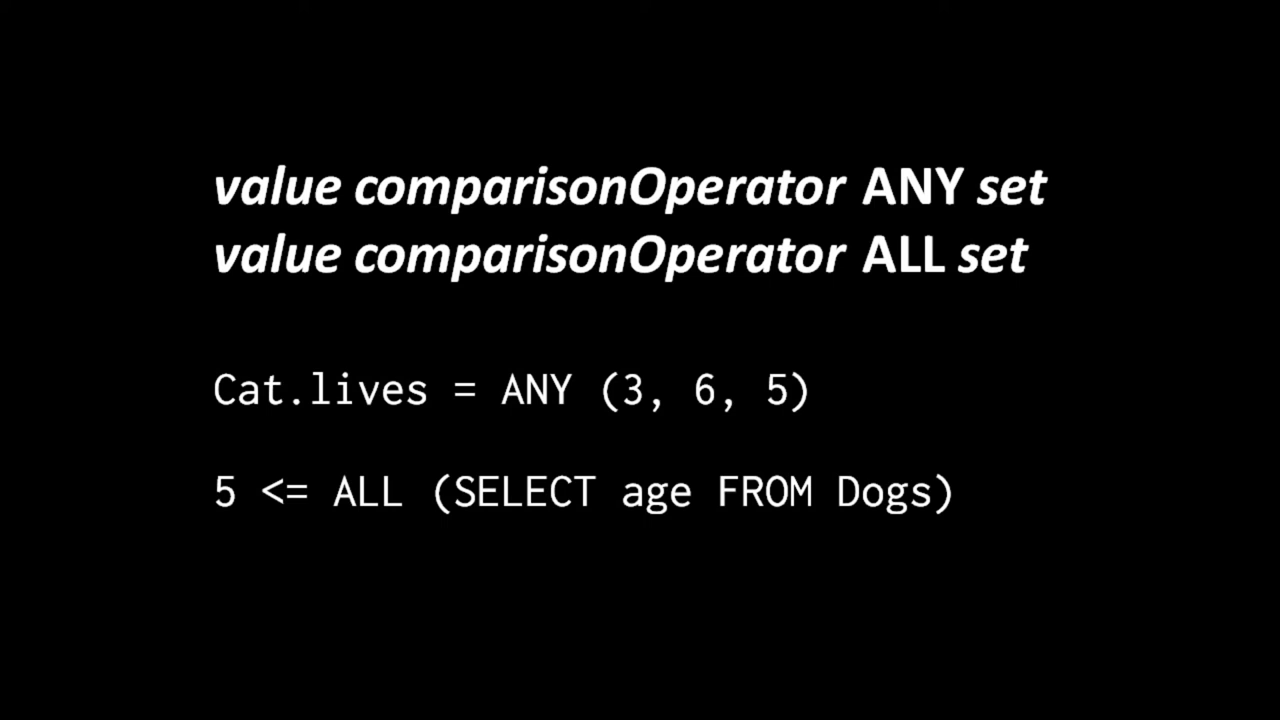 value comparisonOperator ANY set
value comparisonOperator ALL set
Cat.lives = ANY (3, 6, 5)
5 <= ALL (SELECT age FROM Dogs)